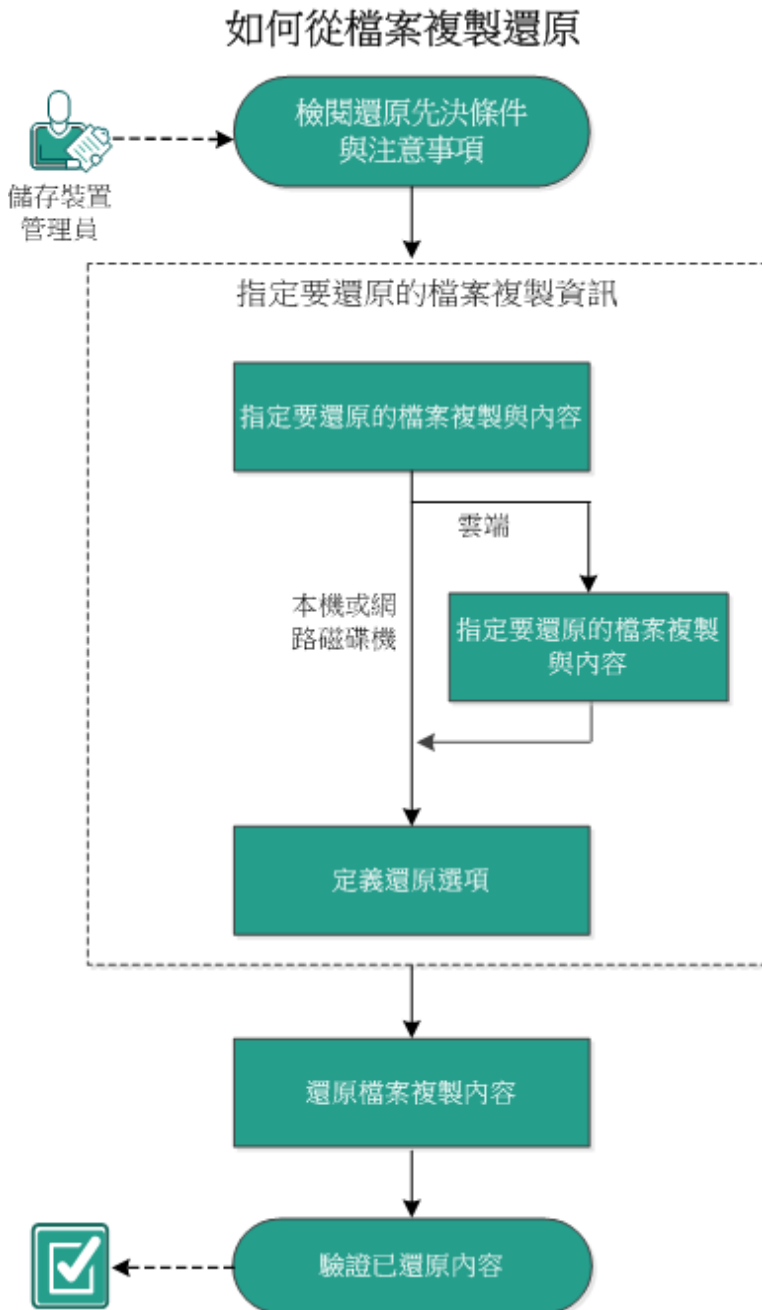 如何從檔案複製還原
檢閱還原先決條件
與注意事項
儲存裝置
管理員
指定要還原的檔案複製資訊
指定要還原的檔案複製與內容
雲端
本機或網
路磁碟機
指定要還原的檔案複製
與內容
定義還原選項
還原檔案複製內容
驗證已還原內容